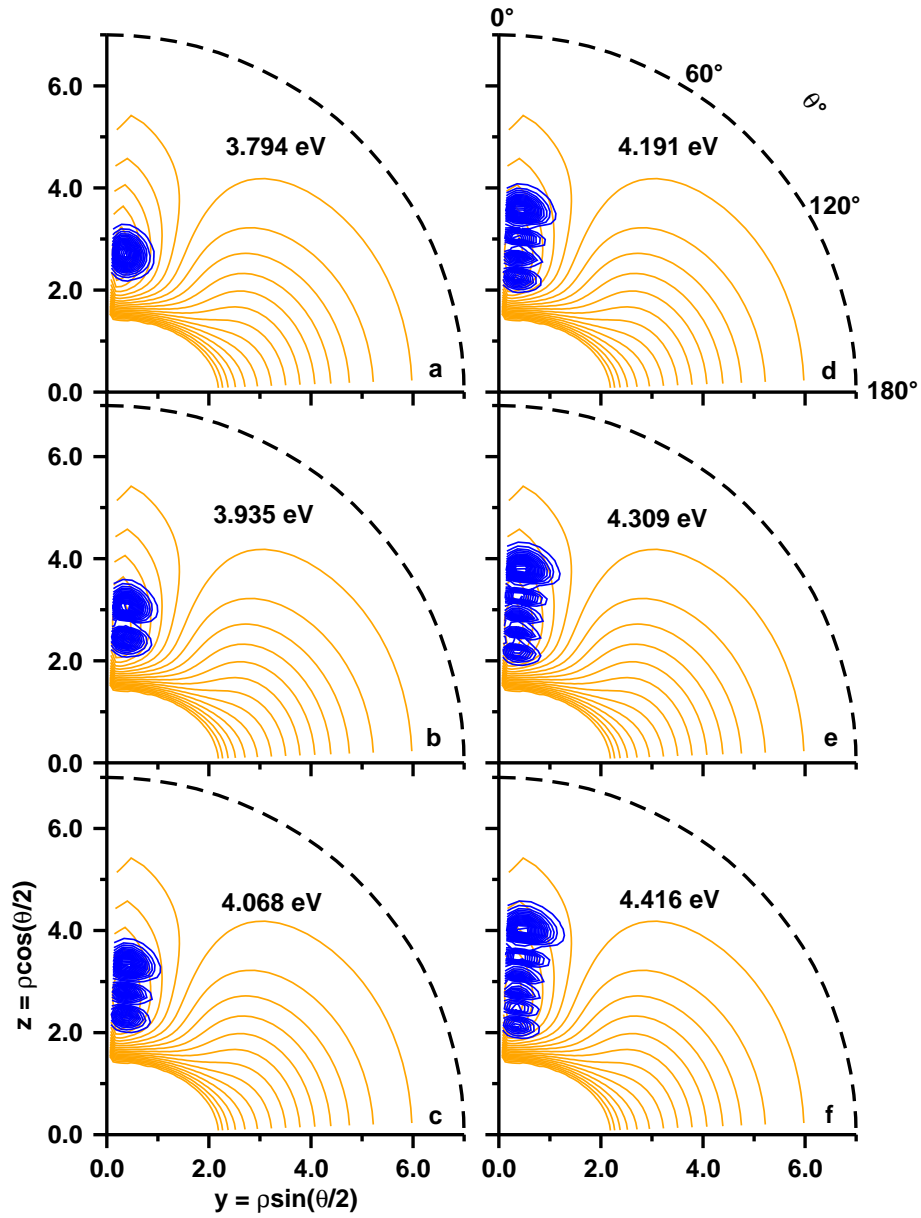 0°
60°
θ°
120°
180°
7.0
6.0
4.0
2.0
0.0
3.794 eV
a
4.191 eV
d
6.0
4.0
2.0
0.0
3.935 eV
b
4.309 eV
e
6.0
4.0
2.0
0.0
4.068 eV
c
4.416 eV
f
0.0 2.0 4.0 6.0
0.0 2.0 4.0 6.0
y = ρsin(θ/2)
z = ρcos(θ/2)